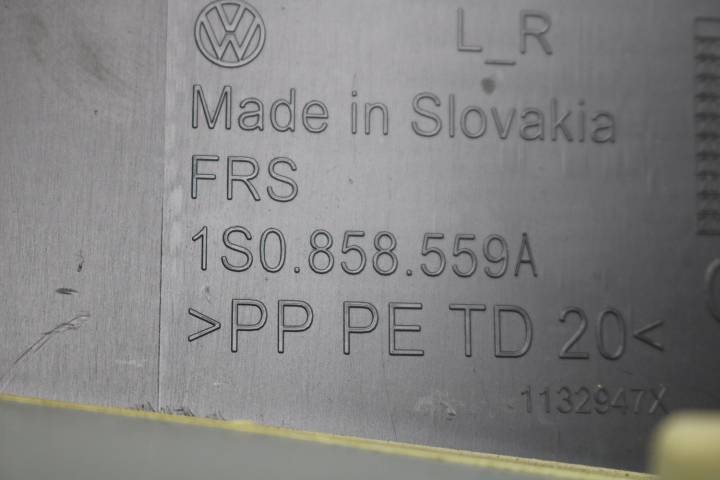 L_R
Made in Slovakia
FRS
1S0.858.559A
>PP PE TD 20<
1132947X